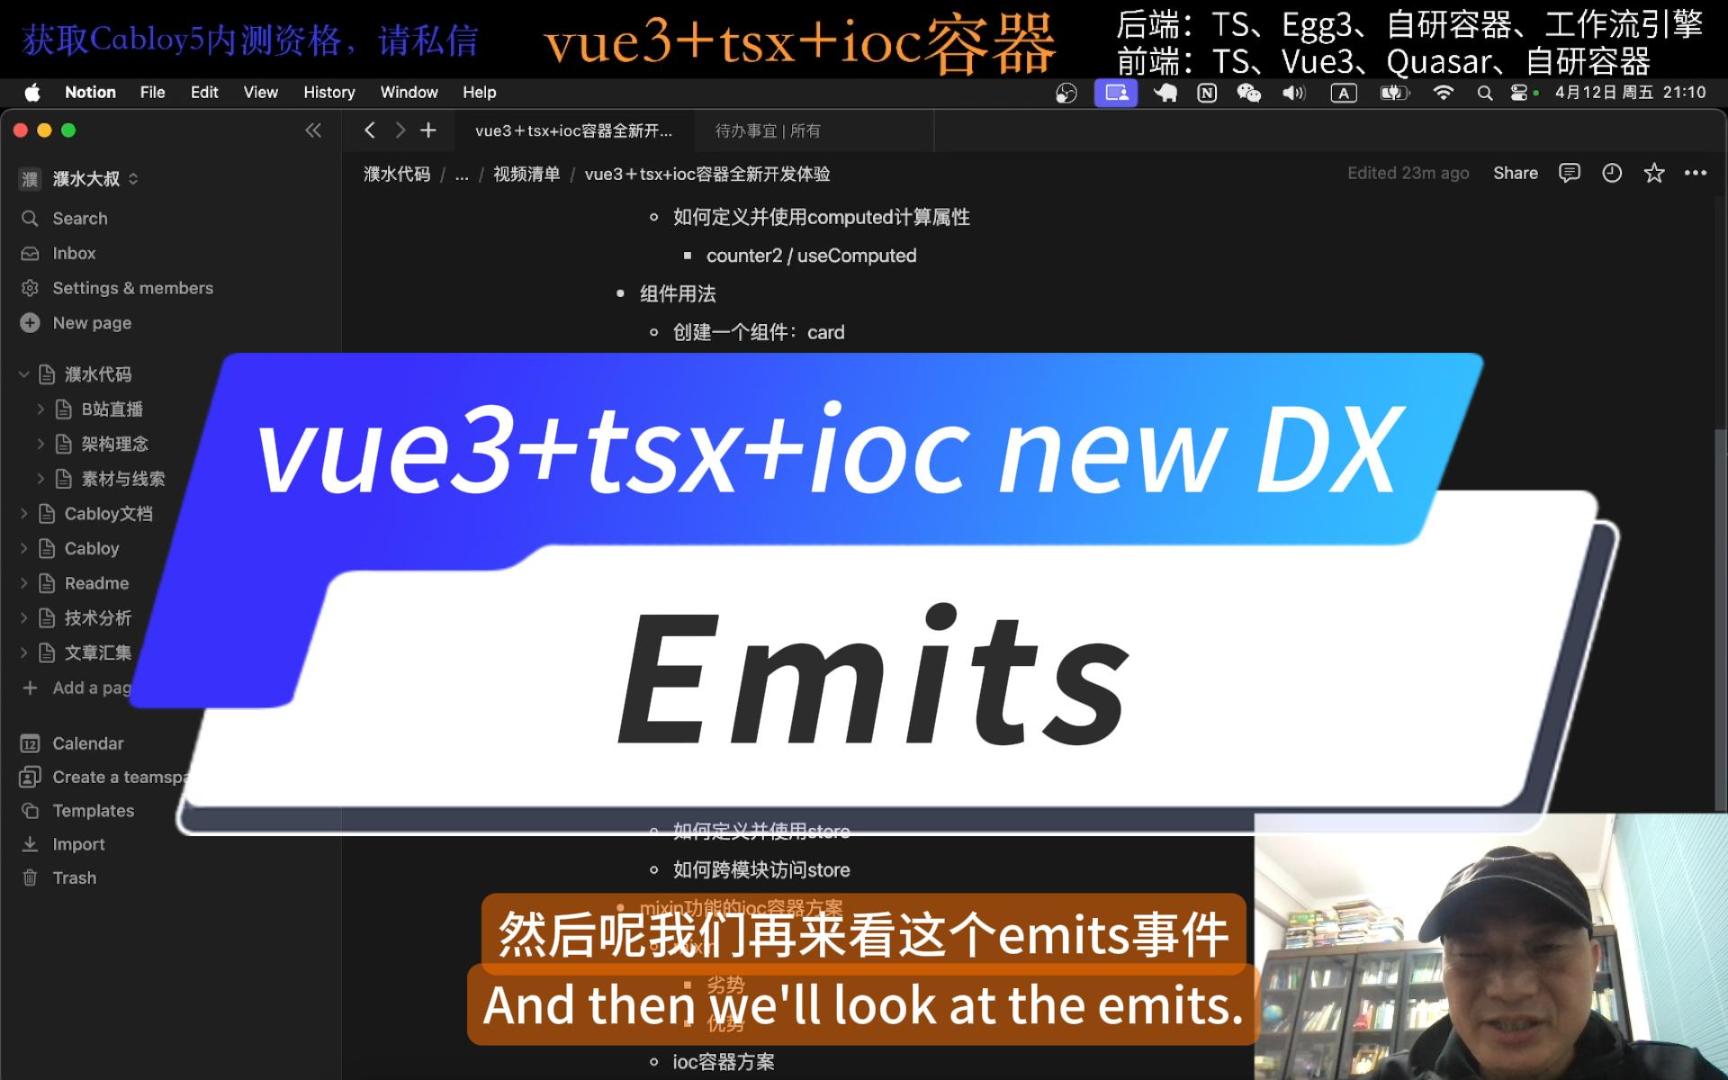 获取Cabloy5内测资格，请私信
vue3+tsx+ioc容器
后端：TS、Egg3、自研容器、工作流引擎
前端：TS、Vue3、Quasar、自研容器
Notion File Edit View History Window Help
A
4月12日 周五 21:10
vue3+tsx+ioc容器全新开...
待办事宜 | 所有
濮 濮水大叔
濮水代码 / ... / 视频清单 / vue3+tsx+ioc容器全新开发体验
Edited 23m ago Share
Search
Inbox
Settings & members
New page
濮水代码
B站直播
架构理念
素材与线索
Cabloy文档
Cabloy
Readme
技术分析
文章汇集
Add a pag
12 Calendar
Create a teamspa
Templates
Import
Trash
如何定义并使用computed计算属性
counter2 / useComputed
组件用法
创建一个组件：card
vue3+tsx+ioc new DX
Emits
如何定义并使用store
如何跨模块访问store
mixin功能的ioc容器方案
然后呢我们再来看这个emits事件
劣势
And then we'll look at the emits.
优势
ioc容器方案